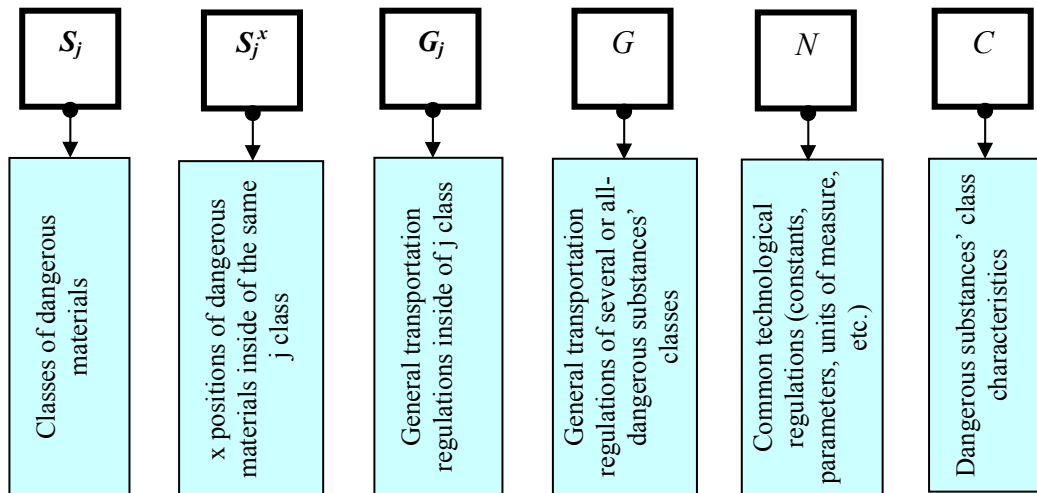 S_j
S_j^x
G_j
G
N
C
Classes of dangerous
materials
x positions of dangerous
materials inside of the same
j class
General transportation
regulations inside of j class
General transportation
regulations of several or all-
dangerous substances’
classes
Common technological
regulations (constants,
parameters, units of measure,
etc.)
Dangerous substances’ class
characteristics